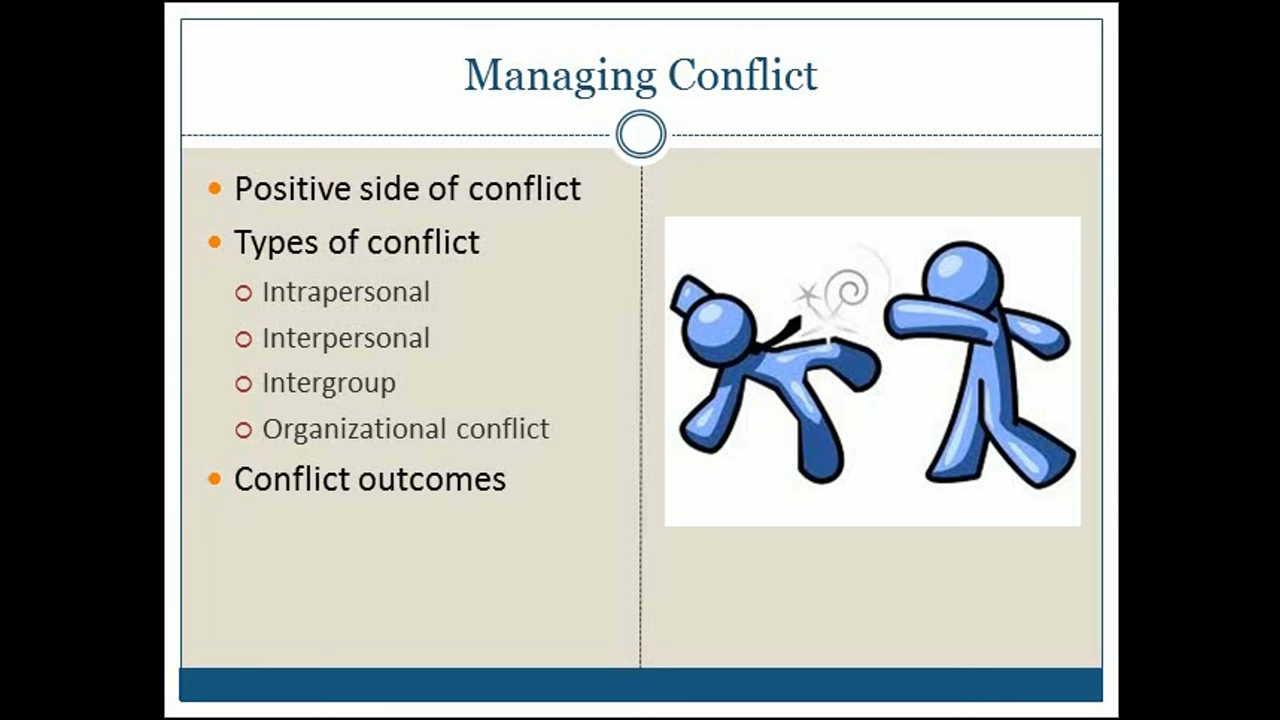 Managing Conflict
Positive side of conflict
Types of conflict
Intrapersonal
Interpersonal
Intergroup
Organizational conflict
Conflict outcomes